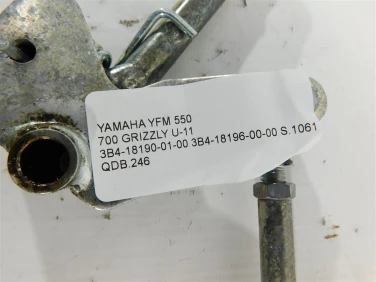 YAMAHA YFM 550
700 GRIZZLY U-11
3B4-18190-01-00 3B4-18196-00-00 S.1061
QDB.246